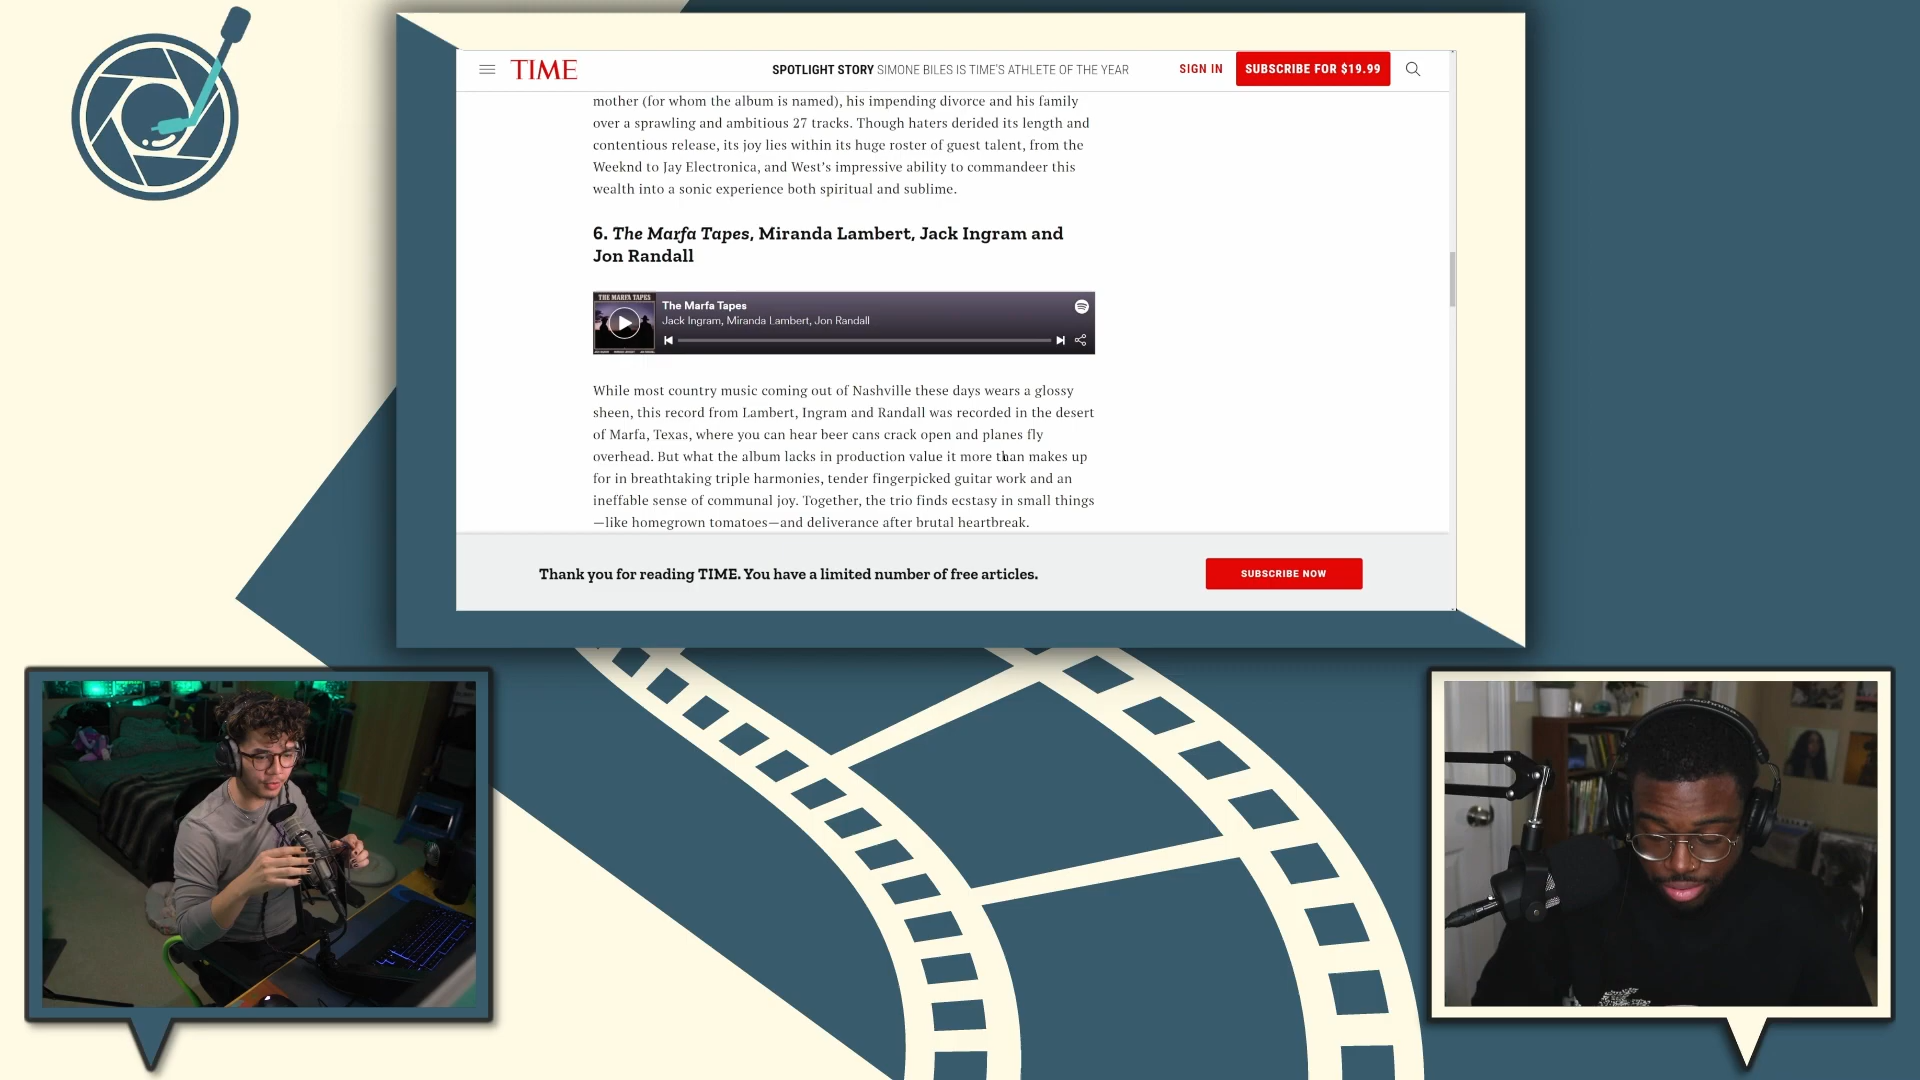 TIME
SPOTLIGHT STORY SIMONE BILES IS TIME'S ATHLETE OF THE YEAR
SIGN IN
SUBSCRIBE FOR $19.99
mother (for whom the album is named), his impending divorce and his family
over a sprawling and ambitious 27 tracks. Though haters derided its length and
contentious release, its joy lies within its huge roster of guest talent, from the
Weeknd to Jay Electronica, and West’s impressive ability to commandeer this
wealth into a sonic experience both spiritual and sublime.
6. The Marfa Tapes, Miranda Lambert, Jack Ingram and
Jon Randall
THE MARFA TAPES
The Marfa Tapes
Jack Ingram, Miranda Lambert, Jon Randall
While most country music coming out of Nashville these days wears a glossy
sheen, this record from Lambert, Ingram and Randall was recorded in the desert
of Marfa, Texas, where you can hear beer cans crack open and planes fly
overhead. But what the album lacks in production value it more than makes up
for in breathtaking triple harmonies, tender fingerpicked guitar work and an
ineffable sense of communal joy. Together, the trio finds ecstasy in small things
—like homegrown tomatoes—and deliverance after brutal heartbreak.
Thank you for reading TIME. You have a limited number of free articles.
SUBSCRIBE NOW